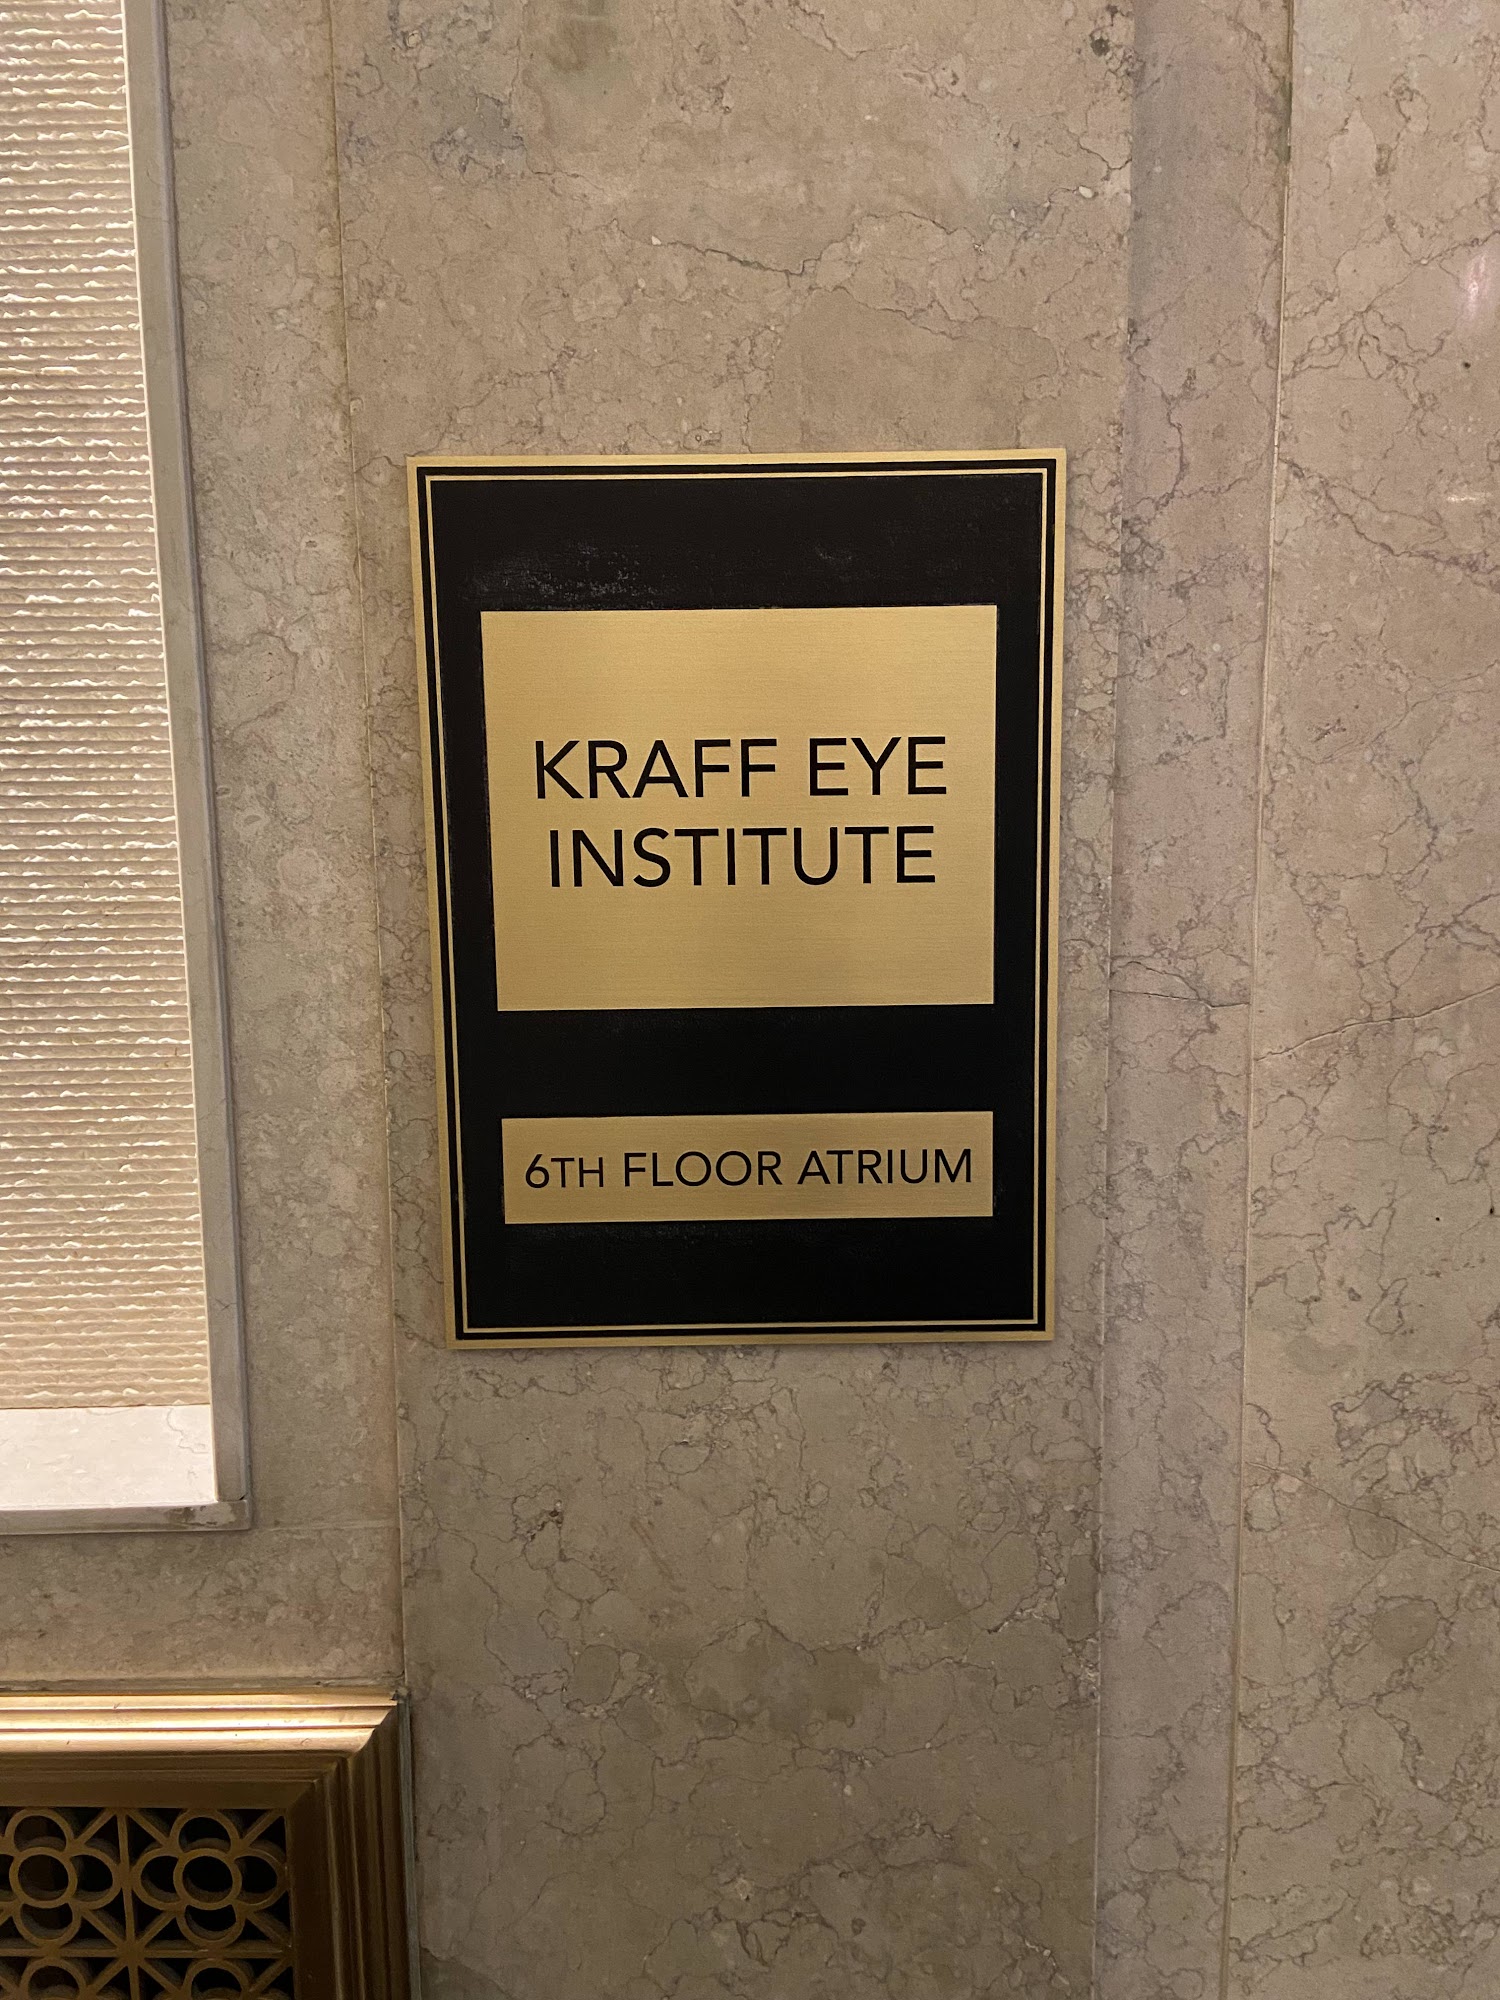 KRAFF EYE
INSTITUTE
6TH FLOOR ATRIUM